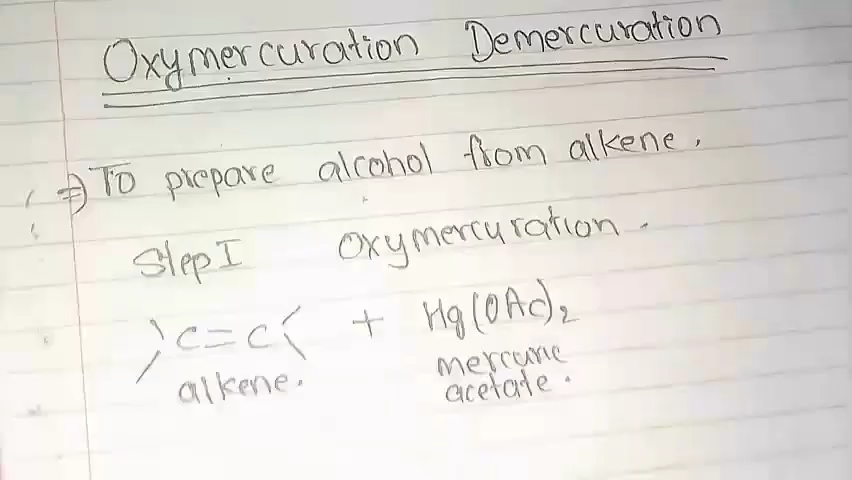 Oxymercuration Demercuration
⇒ To prepare alcohol from alkene.
Step I Oxymercuration.
C=C + Hg(OAc)2
alkene. mercuric
acetate.